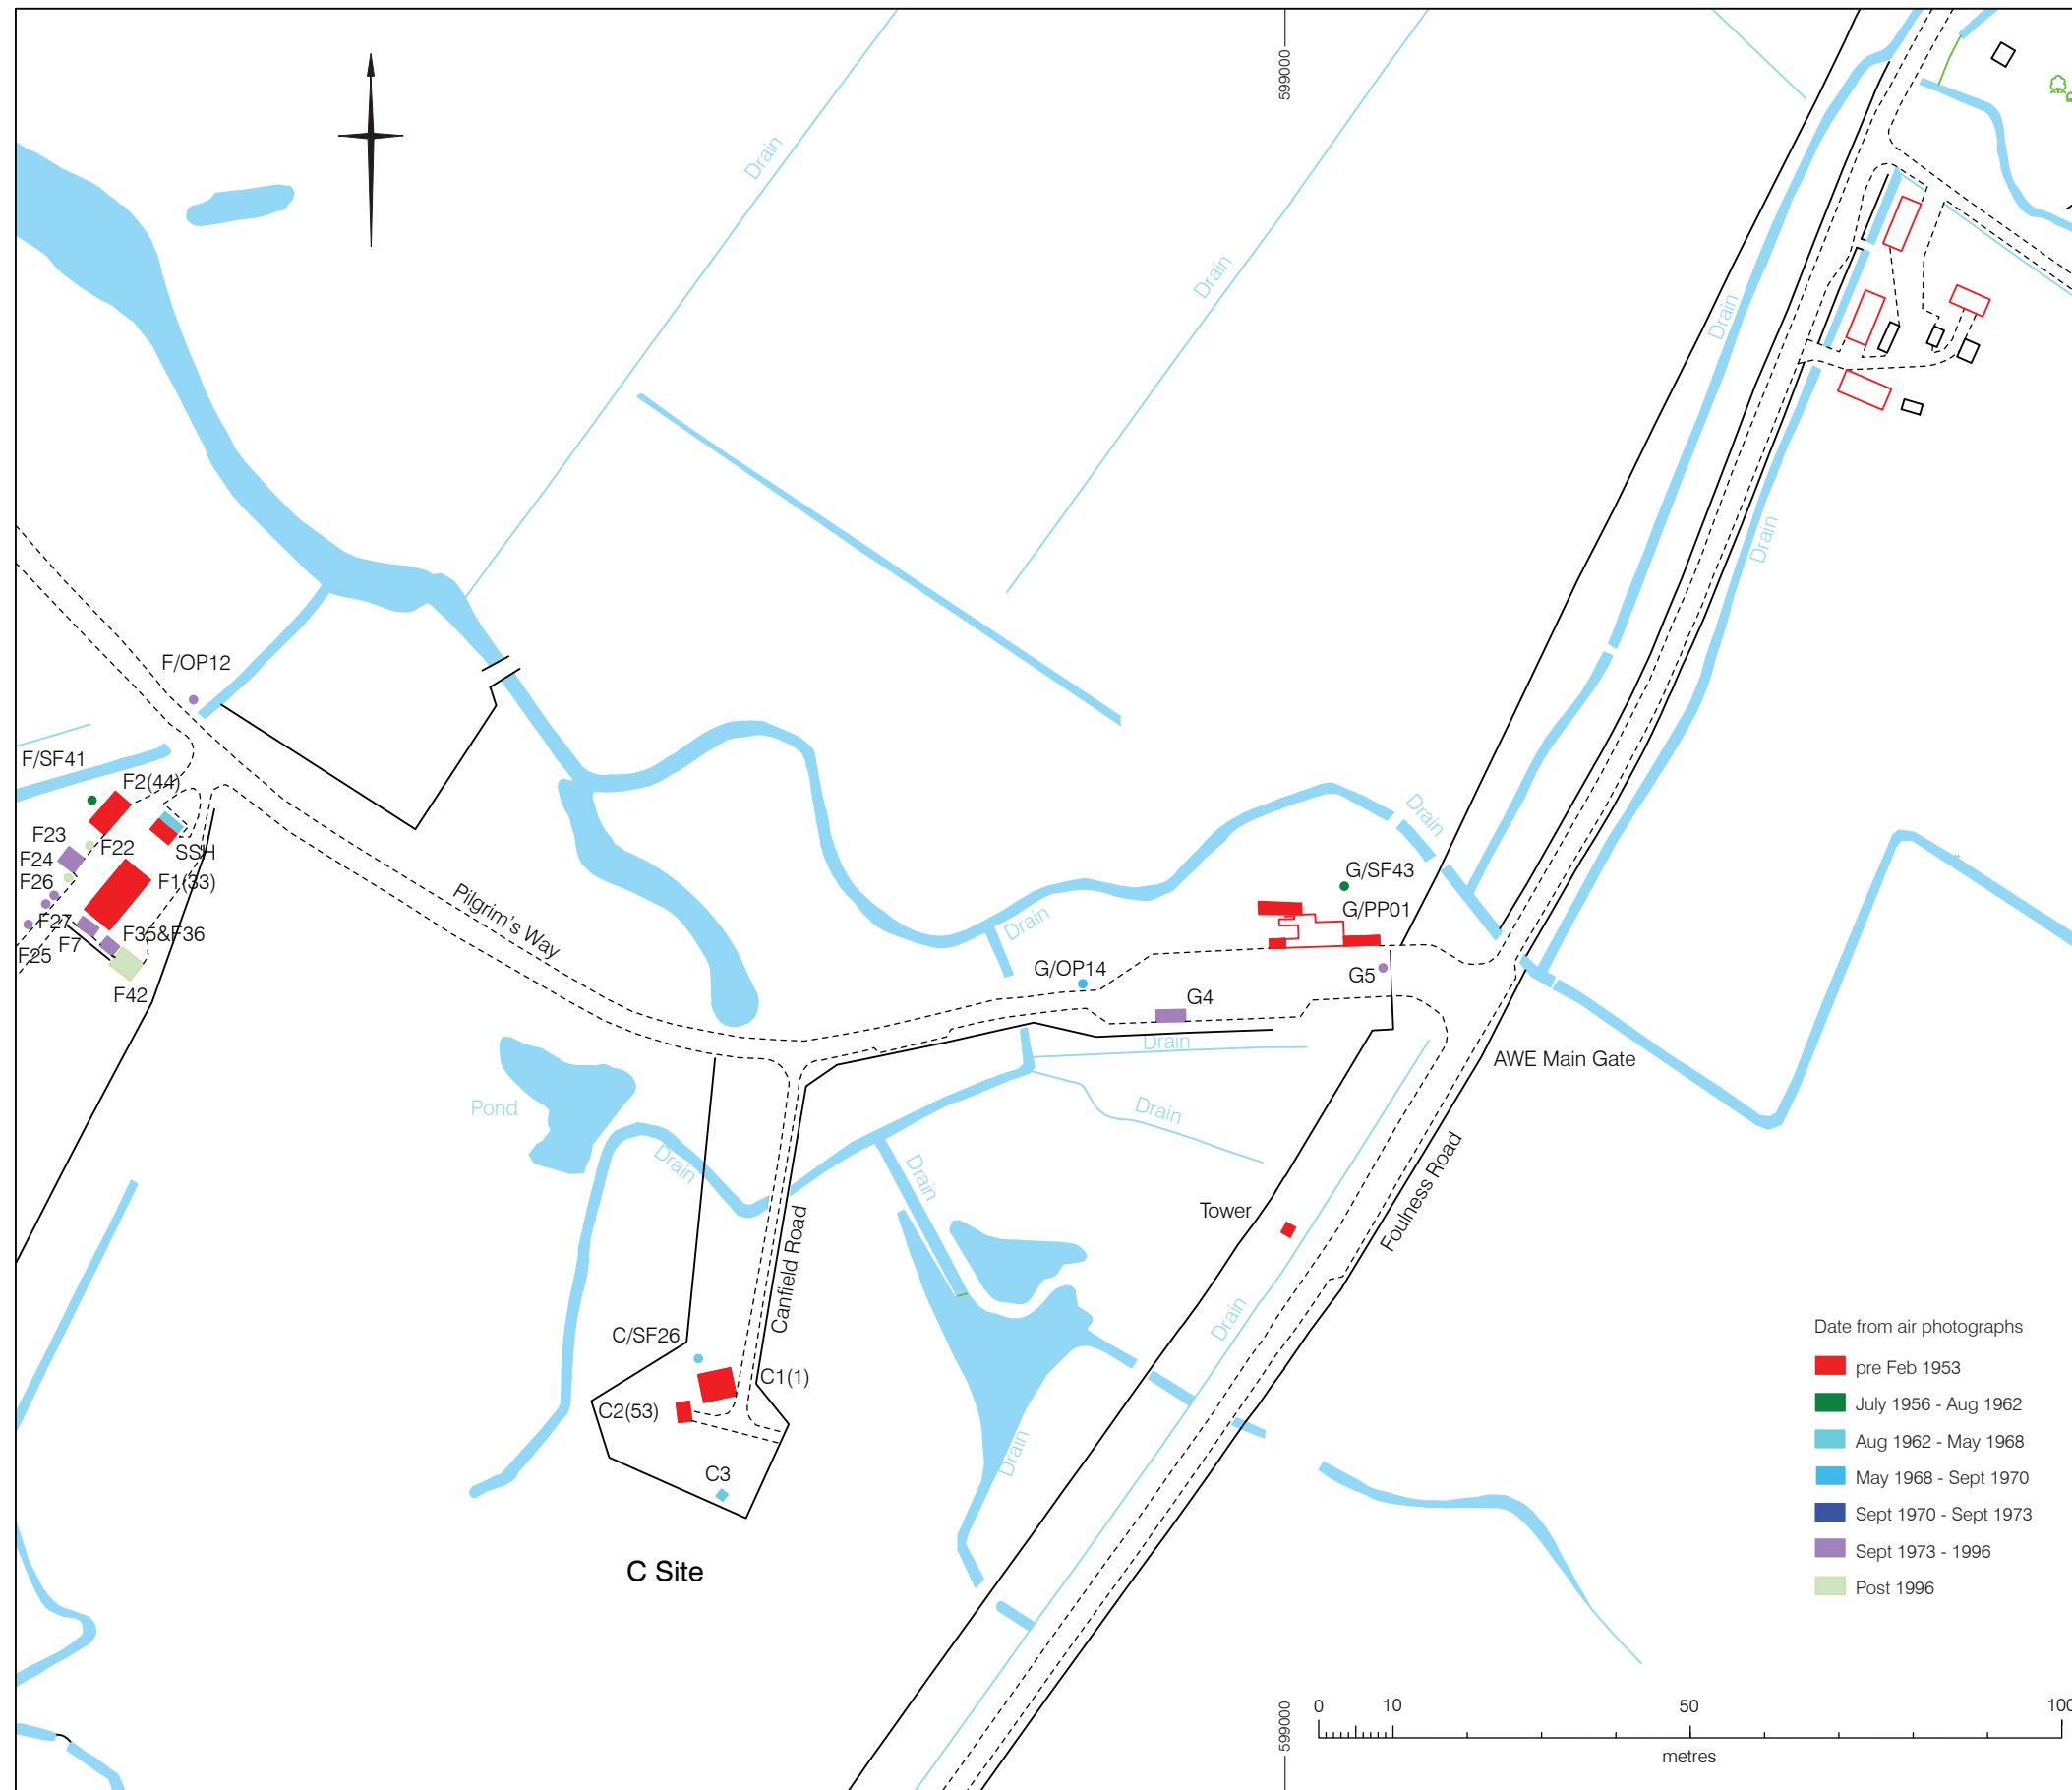 599000
Drain
Drain
Drain
Drain
F/OP12
F/SF41
F2(44)
F23
F22
SSH
F24
F26
F1(33)
F27
F35&F36
F7
F25
F42
Pilgrim's Way
Drain
Drain
G/SF43
G/PP01
G/OP14
G5
G4
Drain
AWE Main Gate
Pond
Drain
Drain
Drain
Tower
Foulness Road
Canfield Road
Drain
C/SF26
C1(1)
C2(53)
Drain
C3
C Site
Date from air photographs
pre Feb 1953
July 1956 - Aug 1962
Aug 1962 - May 1968
May 1968 - Sept 1970
Sept 1970 - Sept 1973
Sept 1973 - 1996
Post 1996
599000
0 10 50 100
metres